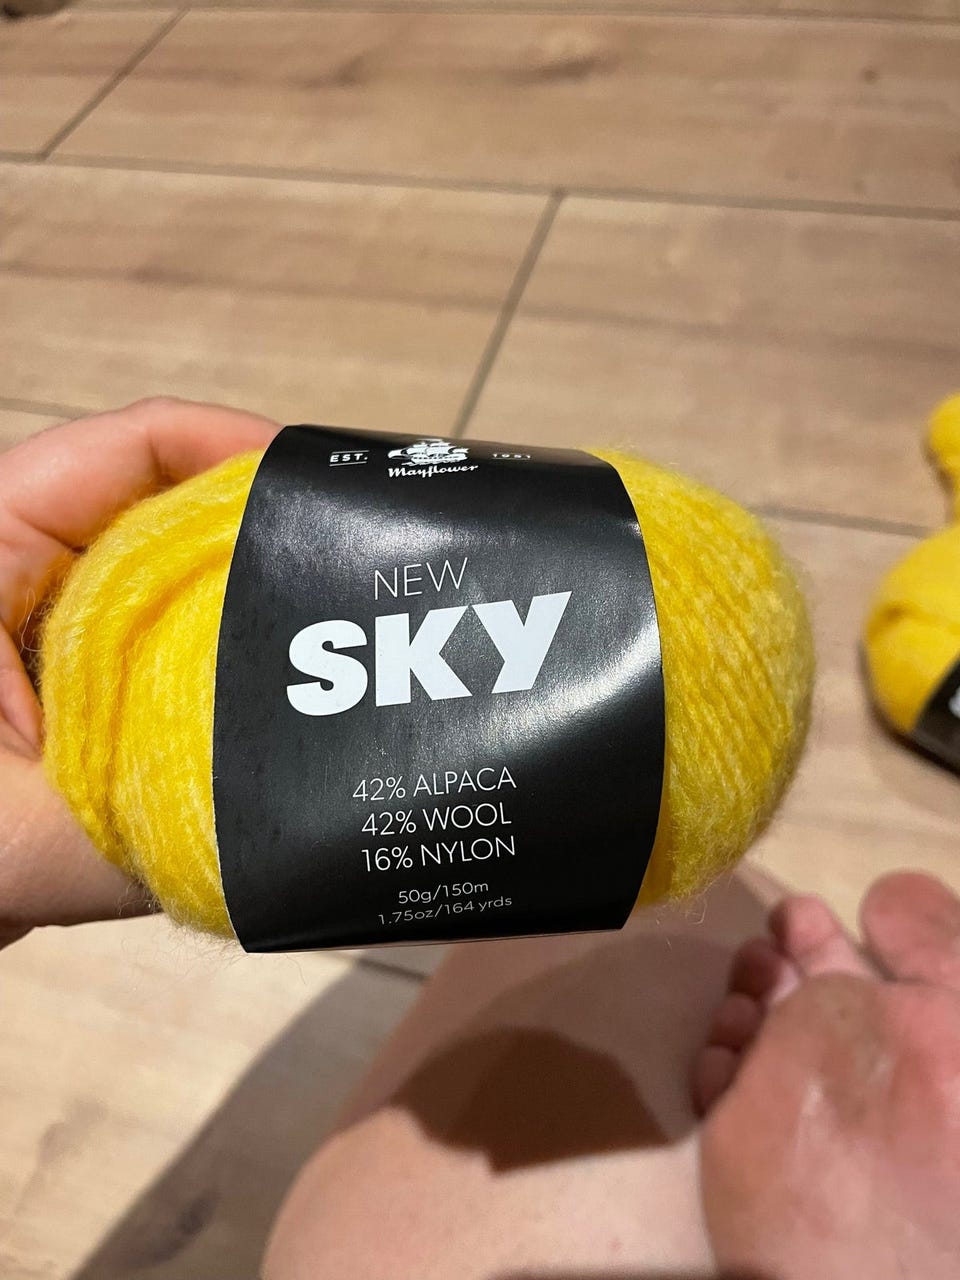 EST. Mayflower 1951
NEW
SKY
42% ALPACA
42% WOOL
16% NYLON
50g/150m
1.75oz/164 yrds